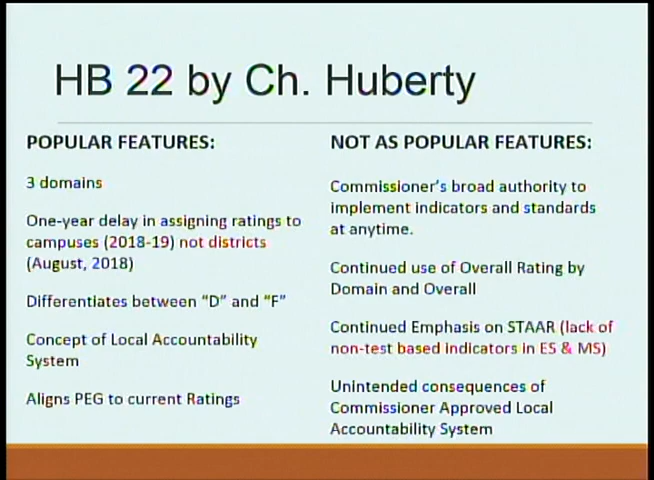 HB 22 by Ch. Huberty
POPULAR FEATURES:
3 domains
One-year delay in assigning ratings to
campuses (2018-19) not districts
(August, 2018)
Differentiates between “D” and “F”
Concept of Local Accountability
System
Aligns PEG to current Ratings
NOT AS POPULAR FEATURES:
Commissioner’s broad authority to
implement indicators and standards
at anytime.
Continued use of Overall Rating by
Domain and Overall
Continued Emphasis on STAAR (lack of
non-test based indicators in ES & MS)
Unintended consequences of
Commissioner Approved Local
Accountability System